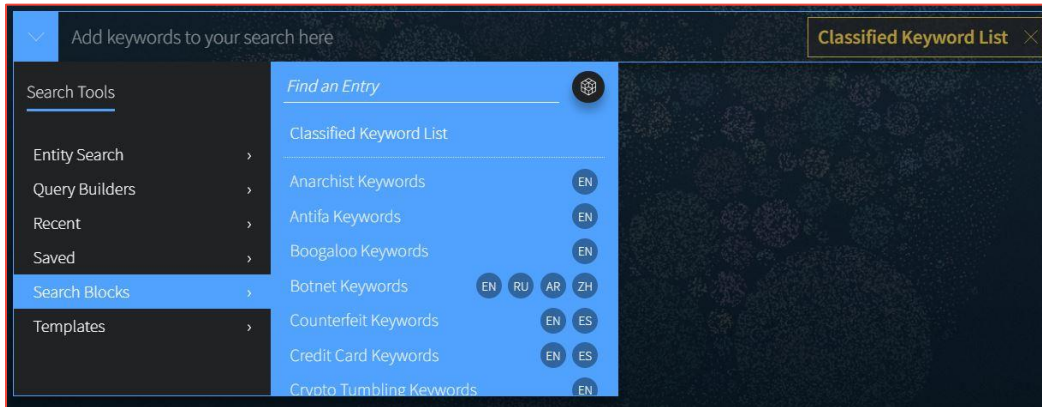 Add keywords to your search here
Classified Keyword List
Search Tools
Find an Entry
Classified Keyword List
Entity Search
Query Builders
Recent
Saved
Search Blocks
Templates
Anarchist Keywords EN
Antifa Keywords EN
Boogaloo Keywords EN
Botnet Keywords EN RU AR ZH
Counterfeit Keywords EN ES
Credit Card Keywords EN ES
Crypto Tumbling Keywords EN